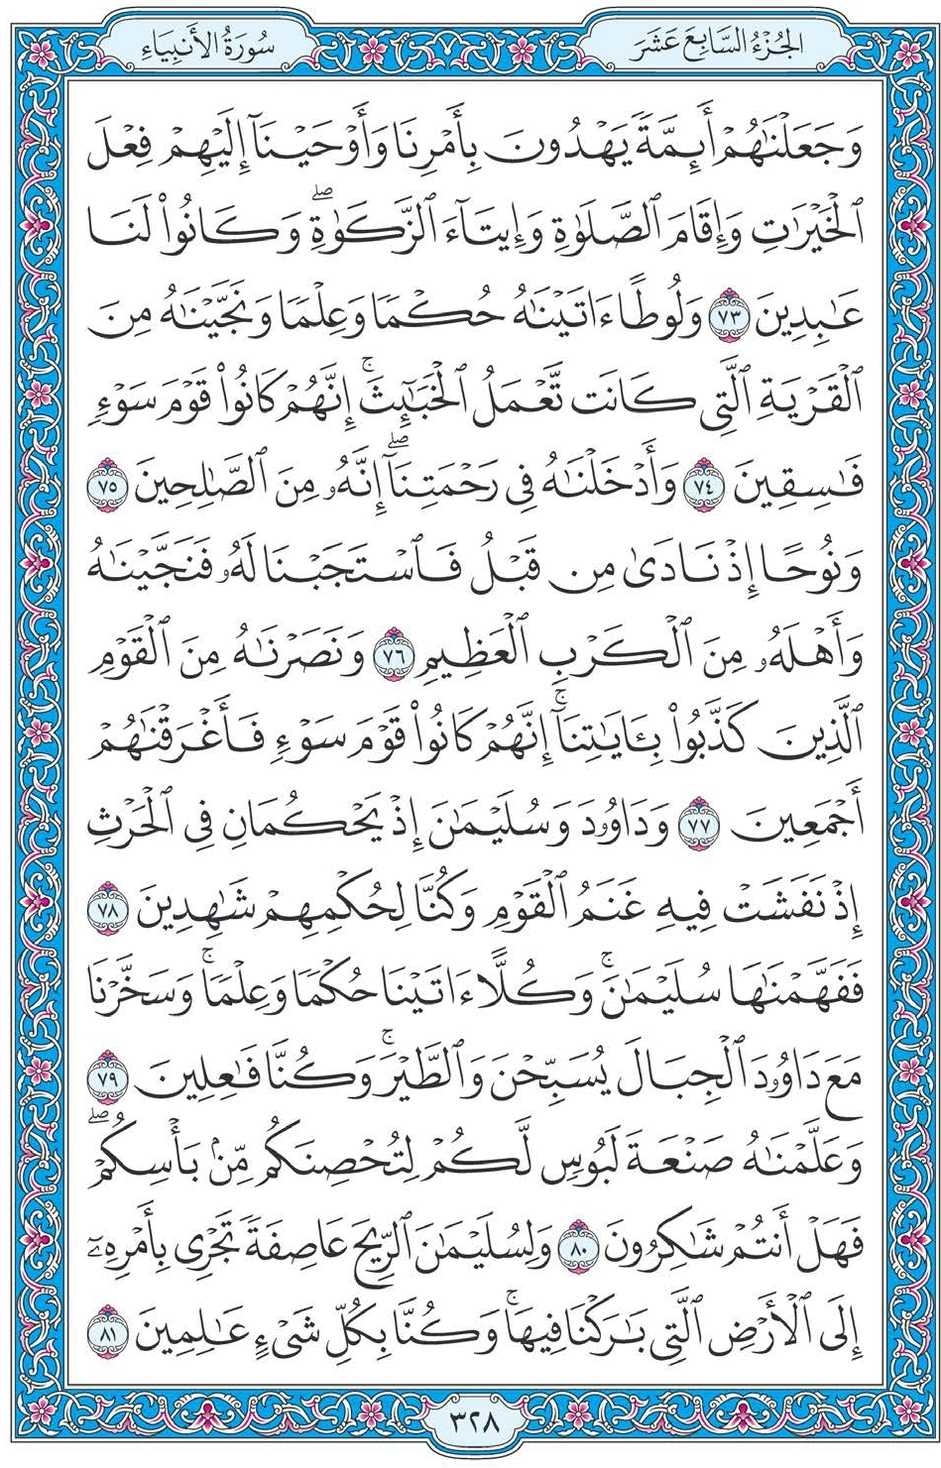 الجُزْءُ السَّابِعَ عَشَرَ
سُورَةُ الأَنبِيَاءِ
وَجَعَلْنَٰهُمْ أَئِمَّةً يَهْدُونَ بِأَمْرِنَا وَأَوْحَيْنَآ إِلَيْهِمْ فِعْلَ
ٱلْخَيْرَٰتِ وَإِقَامَ ٱلصَّلَوٰةِ وَإِيتَآءَ ٱلزَّكَوٰةِۖ وَكَانُوا۟ لَنَا
عَٰبِدِينَ ٧٣ وَلُوطًا ءَاتَيْنَٰهُ حُكْمًا وَعِلْمًا وَنَجَّيْنَٰهُ مِنَ
ٱلْقَرْيَةِ ٱلَّتِى كَانَت تَّعْمَلُ ٱلْخَبَٰٓئِثَۚ إِنَّهُمْ كَانُوا۟ قَوْمَ سَوْءٍ
فَٰسِقِينَ ٧٤ وَأَدْخَلْنَٰهُ فِى رَحْمَتِنَآۖ إِنَّهُۥ مِنَ ٱلصَّٰلِحِينَ ٧٥
وَنُوحًا إِذْ نَادَىٰ مِن قَبْلُ فَٱسْتَجَبْنَا لَهُۥ فَنَجَّيْنَٰهُ
وَأَهْلَهُۥ مِنَ ٱلْكَرْبِ ٱلْعَظِيمِ ٧٦ وَنَصَرْنَٰهُ مِنَ ٱلْقَوْمِ
ٱلَّذِينَ كَذَّبُوا۟ بِـَٔايَٰتِنَآۚ إِنَّهُمْ كَانُوا۟ قَوْمَ سَوْءٍ فَأَغْرَقْنَٰهُمْ
أَجْمَعِينَ ٧٧ وَدَاوُۥدَ وَسُلَيْمَٰنَ إِذْ يَحْكُمَانِ فِى ٱلْحَرْثِ
إِذْ نَفَشَتْ فِيهِ غَنَمُ ٱلْقَوْمِ وَكُنَّا لِحُكْمِهِمْ شَٰهِدِينَ ٧٨
فَفَهَّمْنَٰهَا سُلَيْمَٰنَۚ وَكُلًّا ءَاتَيْنَا حُكْمًا وَعِلْمًاۚ وَسَخَّرْنَا
مَعَ دَاوُۥدَ ٱلْجِبَالَ يُسَبِّحْنَ وَٱلطَّيْرَۚ وَكُنَّا فَٰعِلِينَ ٧٩
وَعَلَّمْنَٰهُ صَنْعَةَ لَبُوسٍ لَّكُمْ لِتُحْصِنَكُم مِّنۢ بَأْسِكُمْۖ
فَهَلْ أَنتُمْ شَٰكِرُونَ ٨٠ وَلِسُلَيْمَٰنَ ٱلرِّيحَ عَاصِفَةً تَجْرِى بِأَمْرِهِۦٓ
إِلَى ٱلْأَرْضِ ٱلَّتِى بَٰرَكْنَا فِيهَاۚ وَكُنَّا بِكُلِّ شَىْءٍ عَٰلِمِينَ ٨١
٣٢٨